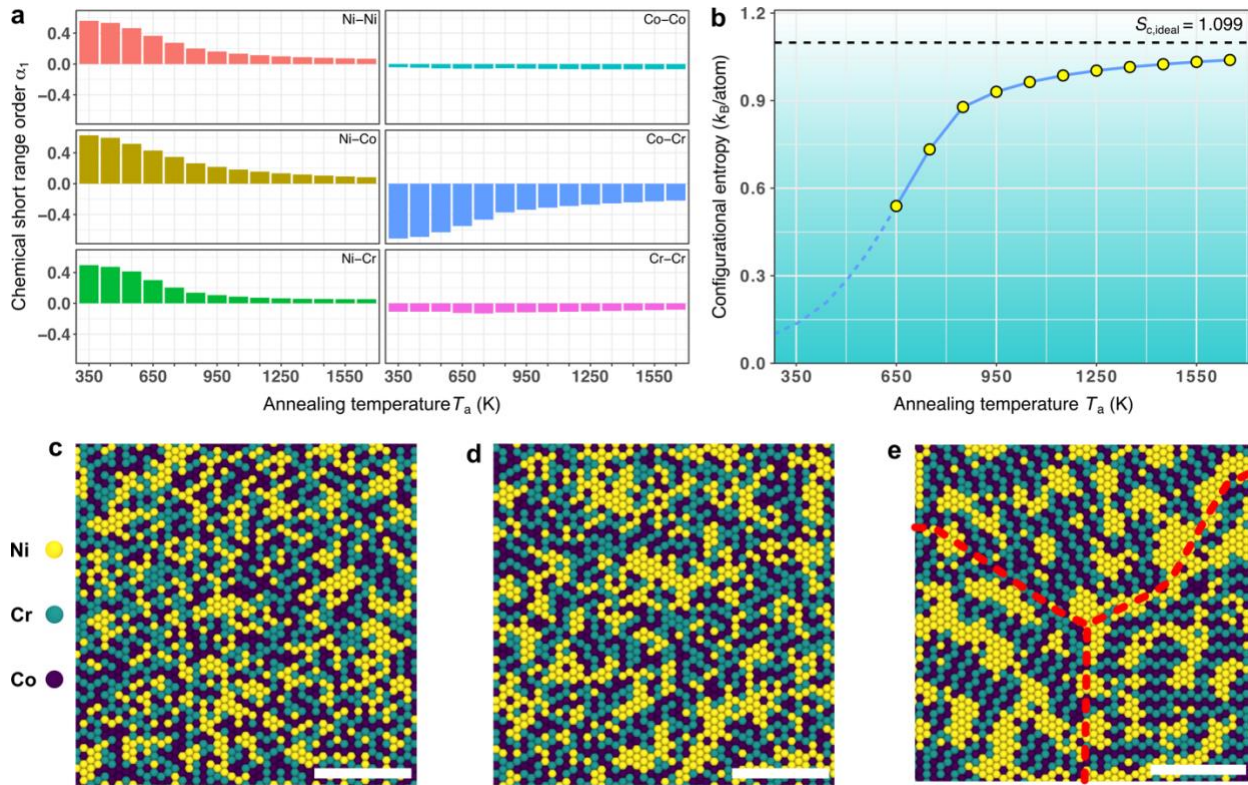 a
Ni−Ni
Co−Co
Ni−Co
Co−Cr
Ni−Cr
Cr−Cr
Chemical short range order α1
0.4
0.0
−0.4
0.4
0.0
−0.4
0.4
0.0
−0.4
350 650 950 1250 1550 350 650 950 1250 1550
Annealing temperature Ta (K)
b
Sc,ideal = 1.099
Configurational entropy (kB/atom)
1.2
0.9
0.6
0.3
0.0
350 650 950 1250 1550
Annealing temperature Ta (K)
c
d
e
Ni
Cr
Co